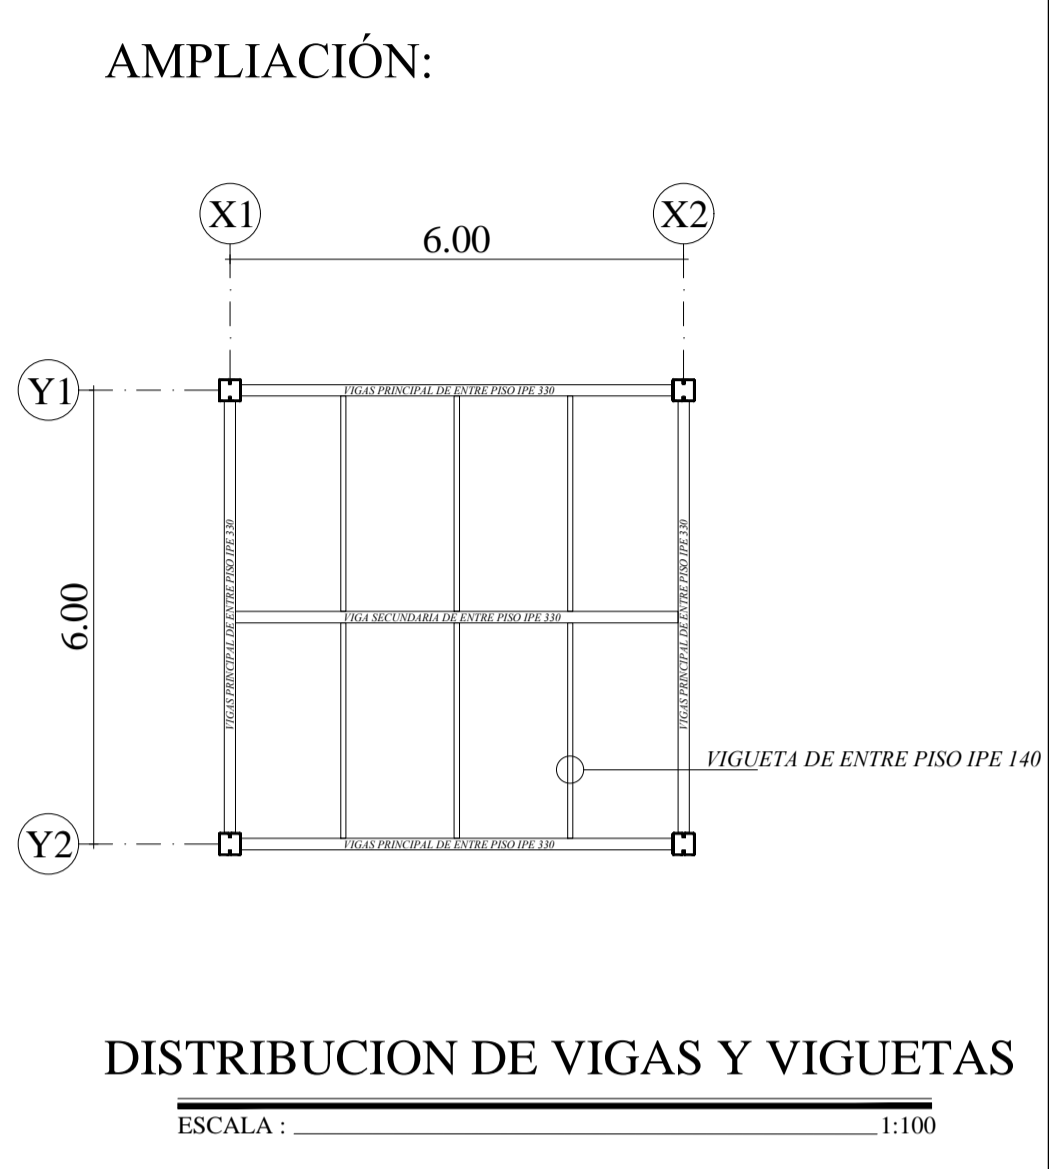 AMPLIACIÓN:
X1
X2
6.00
Y1
VIGAS PRINCIPAL DE ENTRE PISO IPE 330
VIGAS PRINCIPAL DE ENTRE PISO IPE 330
VIGAS PRINCIPAL DE ENTRE PISO IPE 330
6.00
VIGA SECUNDARIA DE ENTRE PISO IPE 330
VIGUETA DE ENTRE PISO IPE 140
Y2
VIGAS PRINCIPAL DE ENTRE PISO IPE 330
DISTRIBUCION DE VIGAS Y VIGUETAS
ESCALA : 1:100